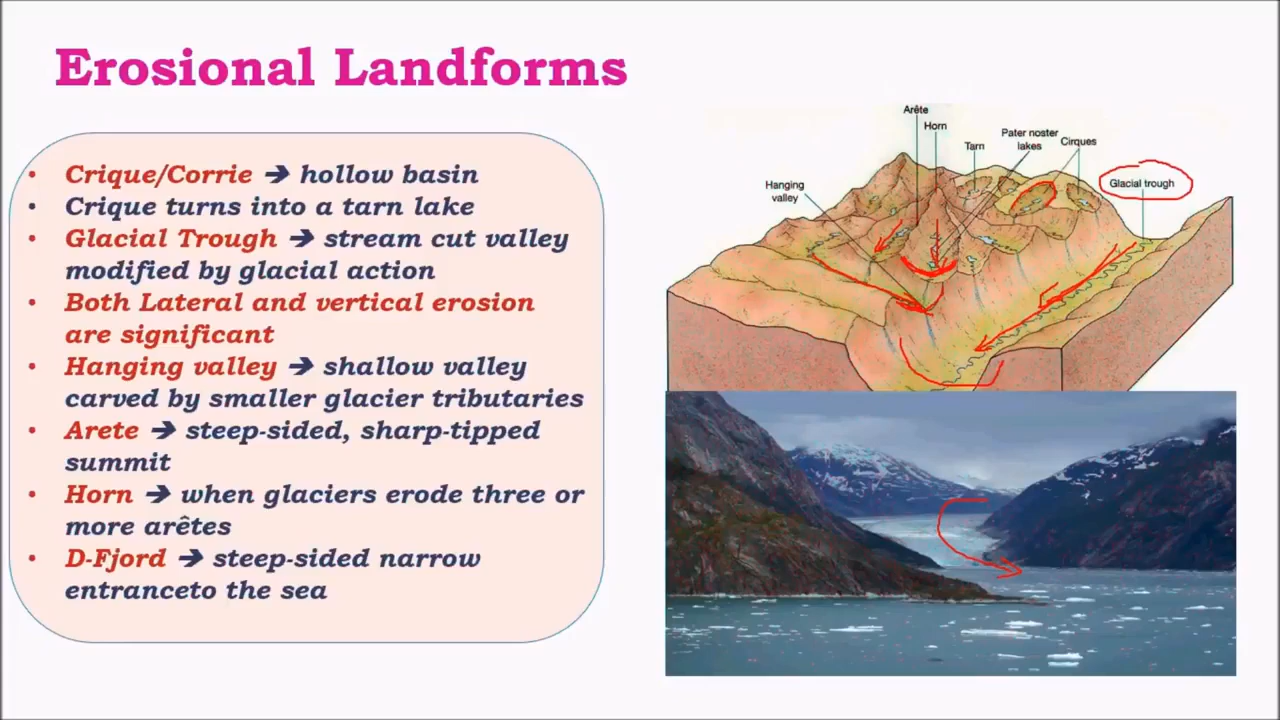 Erosional Landforms
• Crique/Corrie ➔ hollow basin
• Crique turns into a tarn lake
• Glacial Trough ➔ stream cut valley
modified by glacial action
• Both Lateral and vertical erosion
are significant
• Hanging valley ➔ shallow valley
carved by smaller glacier tributaries
• Arete ➔ steep-sided, sharp-tipped
summit
• Horn ➔ when glaciers erode three or
more arêtes
• D-Fjord ➔ steep-sided narrow
entranceto the sea
Arête
Horn
Tarn
Pater noster
lakes
Cirques
Glacial trough
Hanging
valley